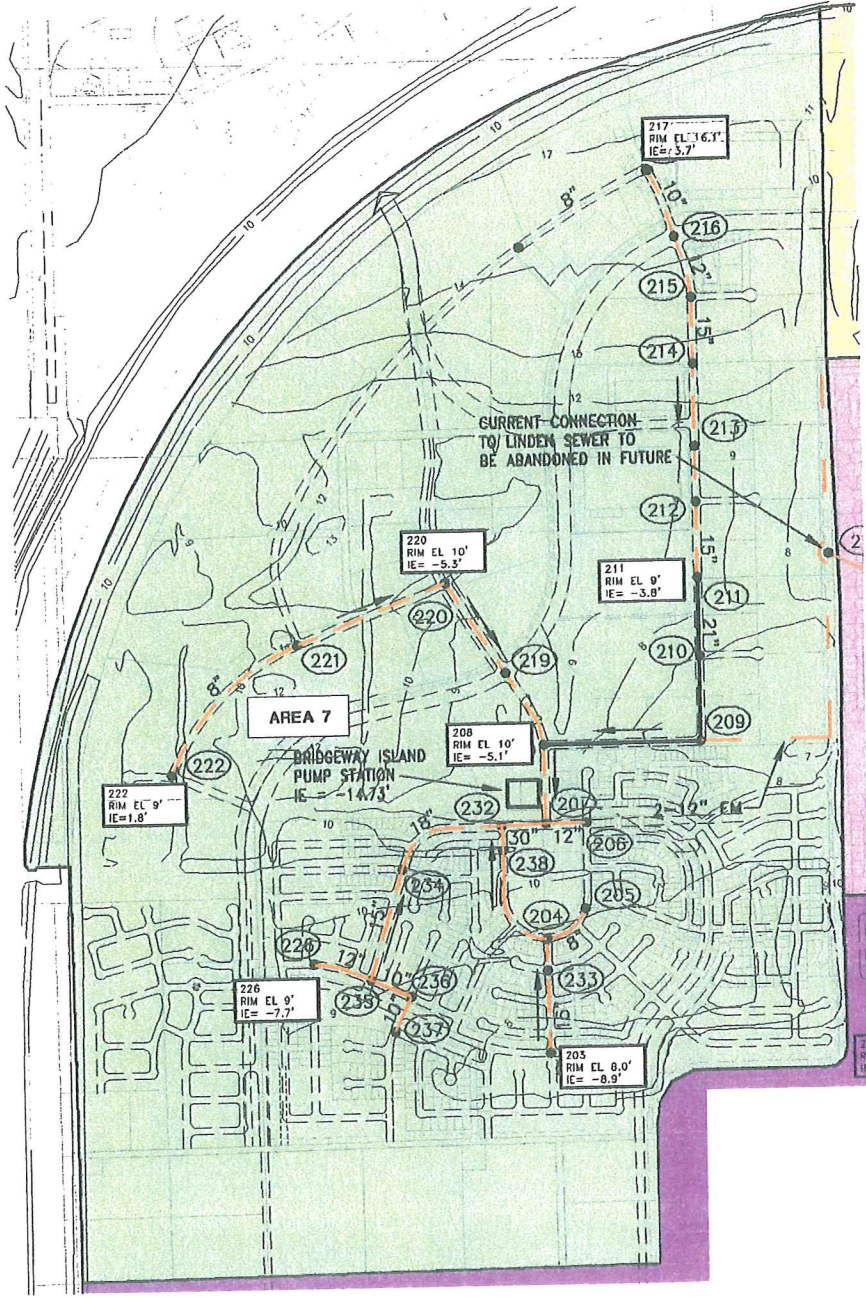 217
RIM EL 16.1'
IE= 3.7'
10"
8"
216
215
15"
214
CURRENT CONNECTION
TO LINDEN SEWER TO
BE ABANDONED IN FUTURE
213
212
15"
220
RIM EL 10'
IE= -5.3'
211
RIM EL 9'
IE= -3.8'
211
220
21"
210
221
219
8"
AREA 7
209
208
RIM EL 10'
IE= -5.1'
222
BRIDGEWAY ISLAND
PUMP STATION
IE = -14.73'
222
RIM EL 9'
IE=1.8'
232
207
2-12" FM
18"
30"
12"
206
238
234
205
204
15"
8"
12"
233
10"
236
226
RIM EL 9'
IE= -7.7'
235
10"
237
15"
203
RIM EL 8.0'
IE= -8.9'